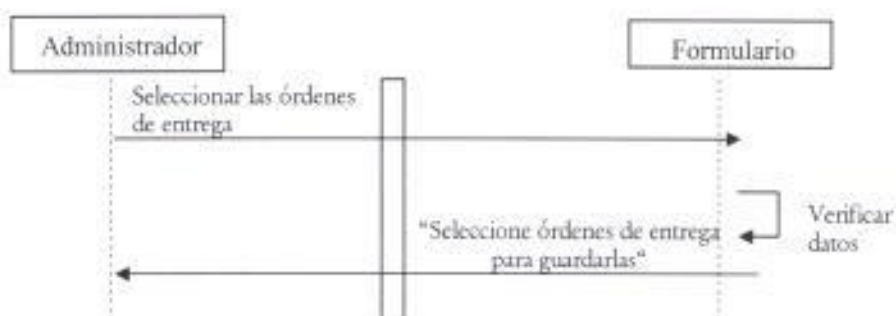 Administrador
Formulario
Seleccionar las órdenes
de entrega
Verificar
datos
“Seleccione órdenes de entrega
para guardarlas“